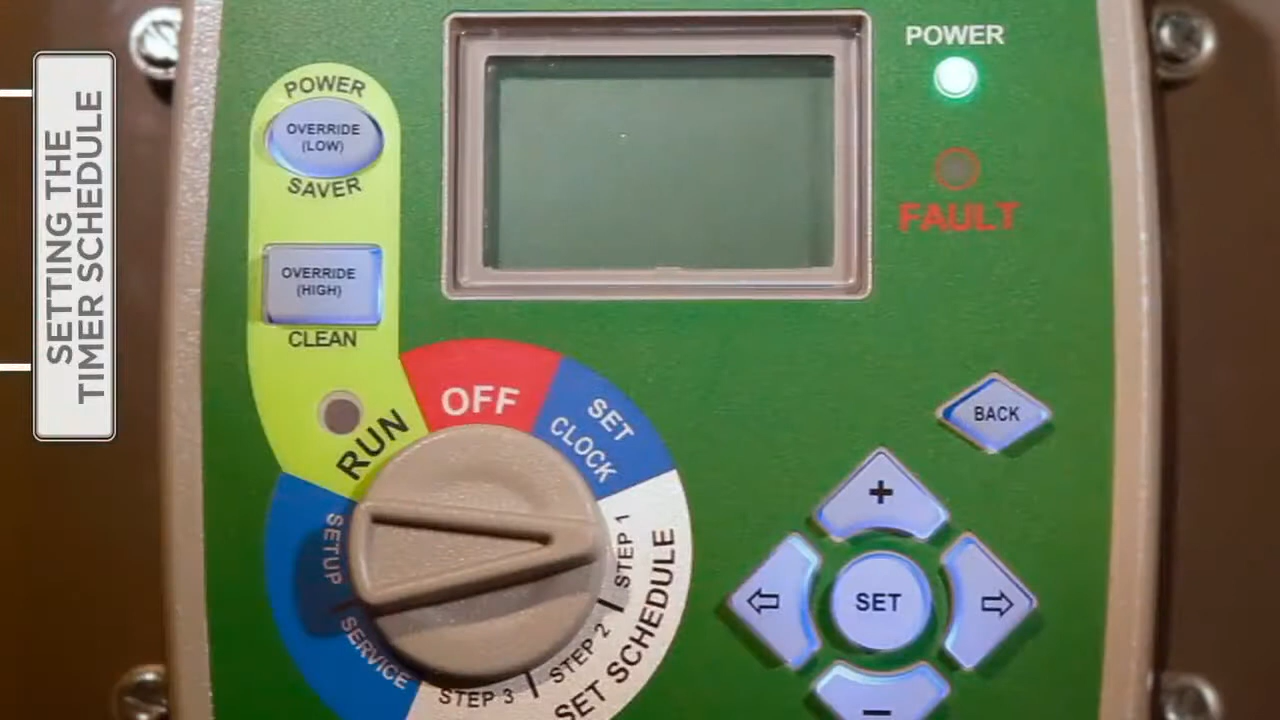 SETTING THE
TIMER SCHEDULE
POWER
OVERRIDE
(LOW)
SAVER
OVERRIDE
(HIGH)
CLEAN
RUN
OFF
SET
CLOCK
STEP 1
STEP 2
STEP 3
SET SCHEDULE
SETUP
SERVICE
POWER
FAULT
BACK
+
⇦
SET
⇨
−